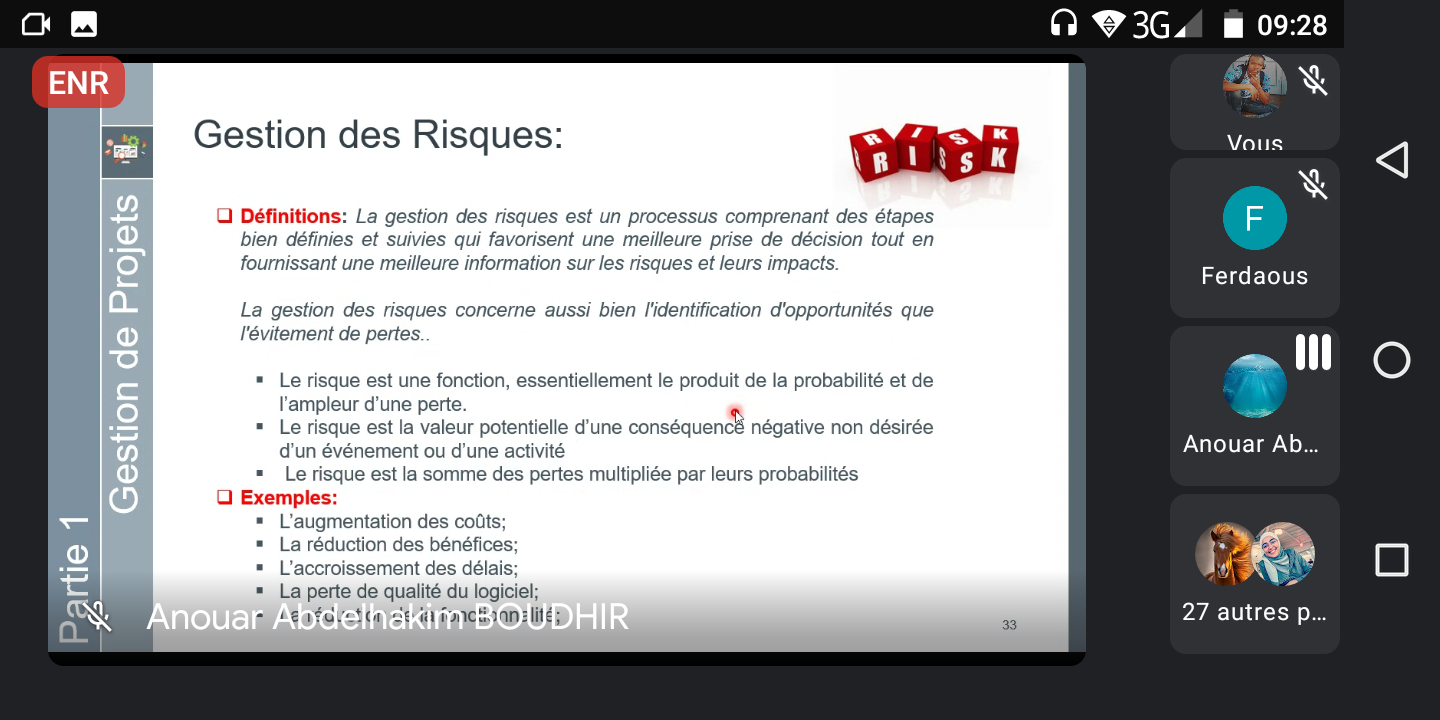 3G 09:28
ENR
Partie 1
Gestion de Projets
Gestion des Risques:
RISK
RISK
❑ Définitions: La gestion des risques est un processus comprenant des étapes
bien définies et suivies qui favorisent une meilleure prise de décision tout en
fournissant une meilleure information sur les risques et leurs impacts.
La gestion des risques concerne aussi bien l'identification d'opportunités que
l'évitement de pertes..
▪ Le risque est une fonction, essentiellement le produit de la probabilité et de
l’ampleur d’une perte.
▪ Le risque est la valeur potentielle d’une conséquence négative non désirée
d’un événement ou d’une activité
▪ Le risque est la somme des pertes multipliée par leurs probabilités
❑ Exemples:
▪ L’augmentation des coûts;
▪ La réduction des bénéfices;
▪ L’accroissement des délais;
▪ La perte de qualité du logiciel;
▪ La réduction de la fonctionnalité;
Anouar Abdelhakim BOUDHIR
33
Vous
F
Ferdaous
Anouar Ab...
27 autres p...